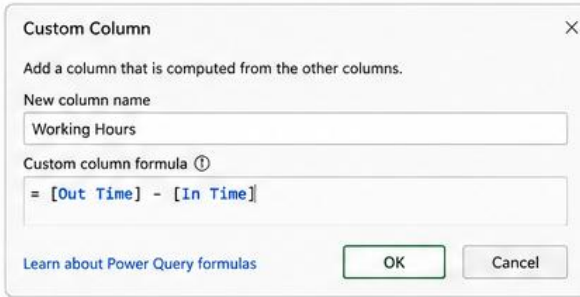 Custom Column
Add a column that is computed from the other columns.
New column name
Working Hours
Custom column formula
= [Out Time] - [In Time]
Learn about Power Query formulas
OK
Cancel